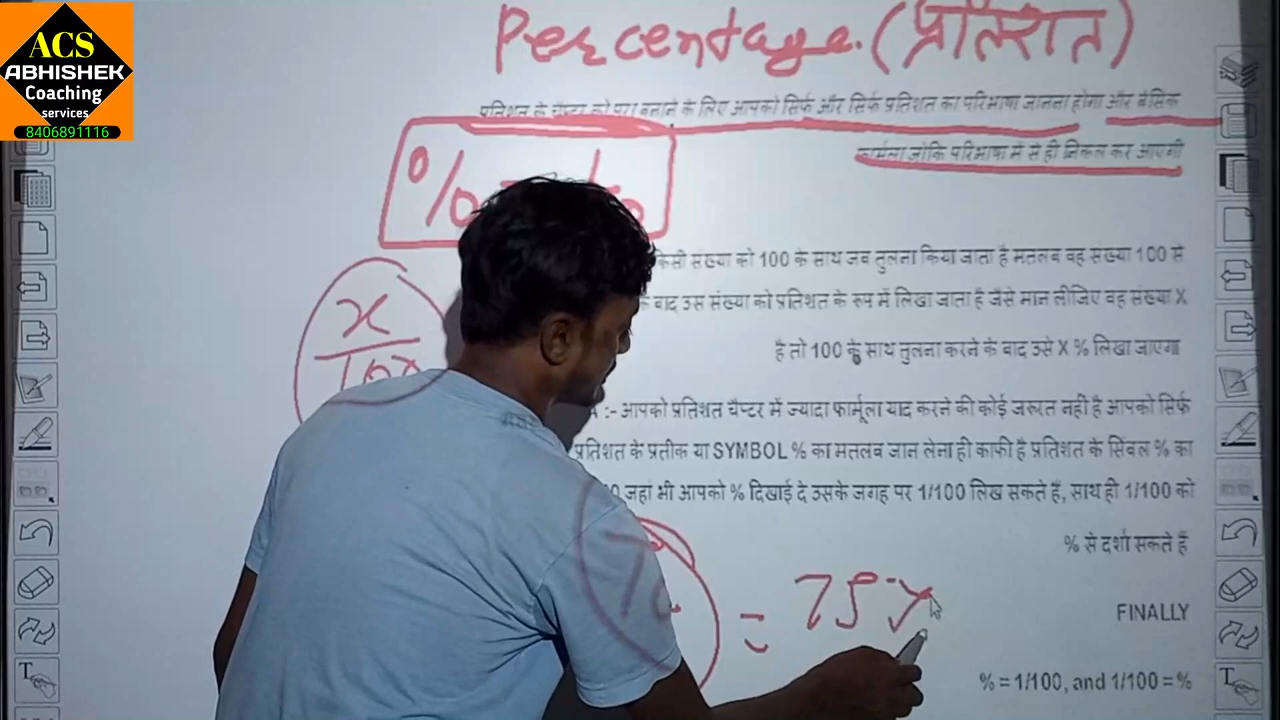 ACS
ABHISHEK
Coaching
services
8406891116
Percentage (प्रतिशत)
प्रतिशत के चैप्टर को पूरा बनाने के लिए आपको सिर्फ और सिर्फ प्रतिशत का परिभाषा जानना होगा और बेसिक
फार्मूला जोकि परिभाषा में से ही निकल कर आएगी
%
किसी संख्या को 100 के साथ जब तुलना किया जाता है मतलब वह संख्या 100 से
x
के बाद उस संख्या को प्रतिशत के रूप में लिखा जाता है जैसे मान लीजिए वह संख्या X
है तो 100 के साथ तुलना करने के बाद उसे X % लिखा जाएगा
:- आपको प्रतिशत चैप्टर में ज्यादा फार्मूला याद करने की कोई जरूरत नही है आपको सिर्फ
प्रतिशत के प्रतीक या SYMBOL % का मतलब जान लेना ही काफी है प्रतिशत के सिंबल % का
जहां भी आपको % दिखाई दे उसके जगह पर 1/100 लिख सकते हैं, साथ ही 1/100 को
% से दर्शा सकते हैं
= 75
FINALLY
% = 1/100, and 1/100 = %